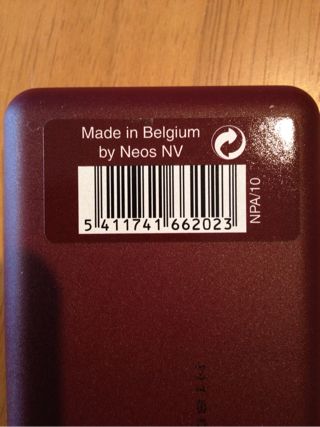 Made in Belgium
by Neos NV
5 411741 662023
NPA/10